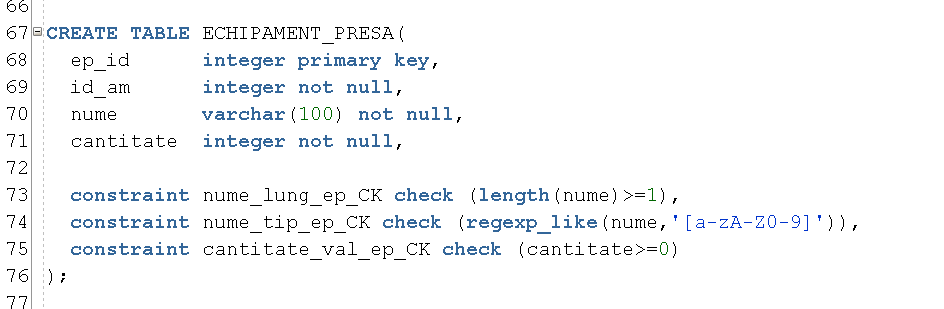 66
67 CREATE TABLE ECHIPAMENT_PRESA(
68   ep_id      integer primary key,
69   id_am      integer not null,
70   nume       varchar(100) not null,
71   cantitate  integer not null,
72
73   constraint nume_lung_ep_CK check (length(nume)>=1),
74   constraint nume_tip_ep_CK check (regexp_like(nume,'[a-zA-Z0-9]')),
75   constraint cantitate_val_ep_CK check (cantitate>=0)
76 );
77